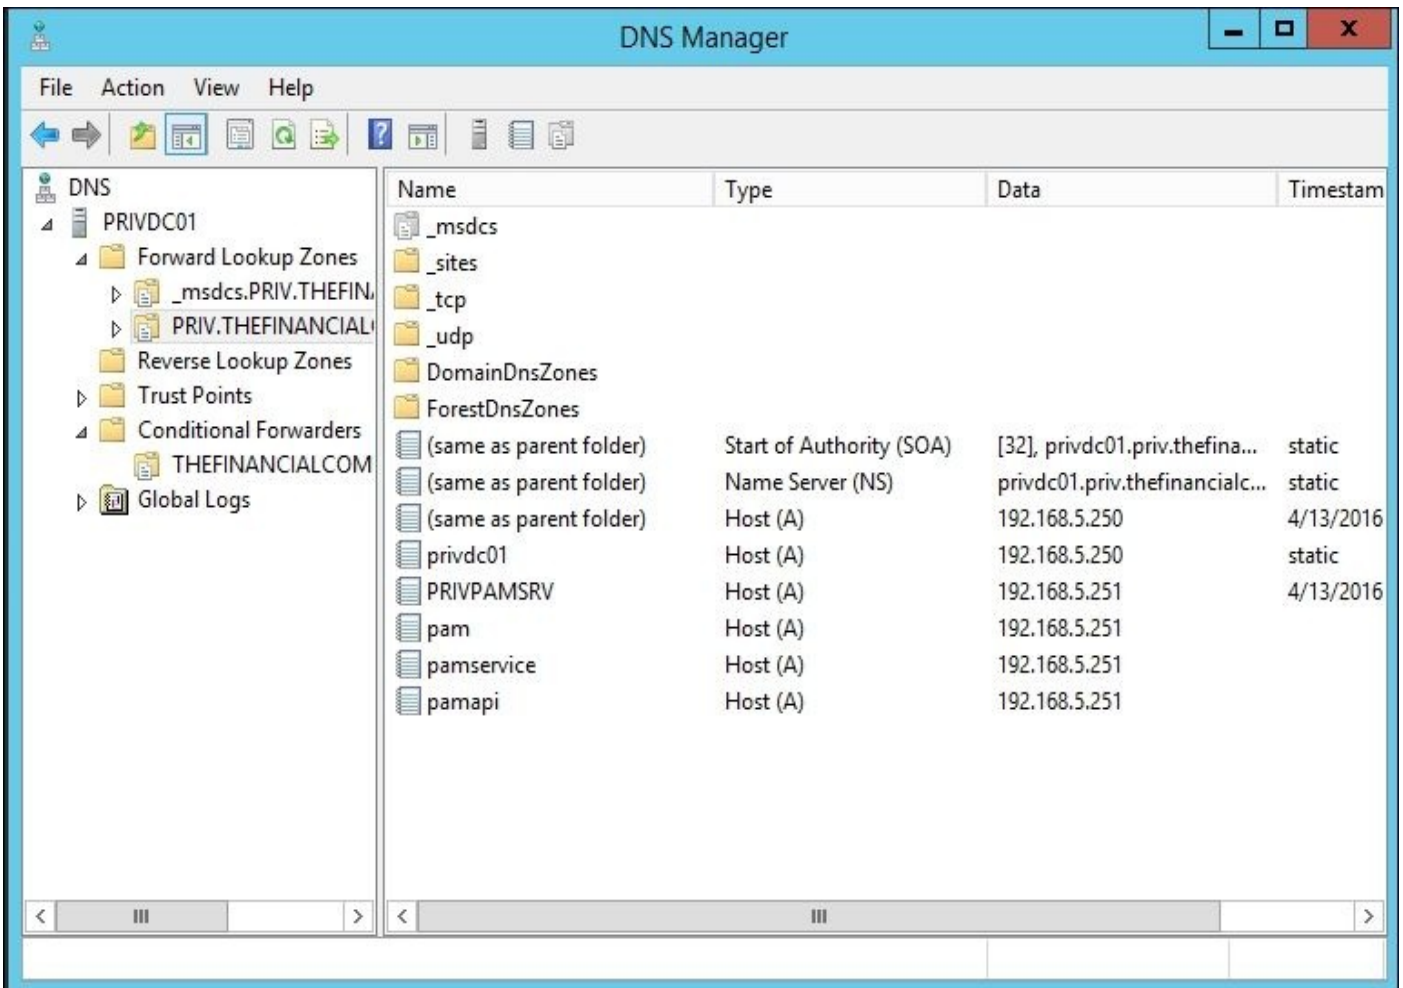 DNS Manager
File Action View Help
DNS
PRIVDC01
Forward Lookup Zones
_msdcs.PRIV.THEFIN
PRIV.THEFINANCIAL
Reverse Lookup Zones
Trust Points
Conditional Forwarders
THEFINANCIALCOM
Global Logs
Name Type Data Timestam
_msdcs
_sites
_tcp
_udp
DomainDnsZones
ForestDnsZones
(same as parent folder) Start of Authority (SOA) [32], privdc01.priv.thefina... static
(same as parent folder) Name Server (NS) privdc01.priv.thefinancialc... static
(same as parent folder) Host (A) 192.168.5.250 4/13/2016
privdc01 Host (A) 192.168.5.250 static
PRIVPAMSRV Host (A) 192.168.5.251 4/13/2016
pam Host (A) 192.168.5.251
pamservice Host (A) 192.168.5.251
pamapi Host (A) 192.168.5.251